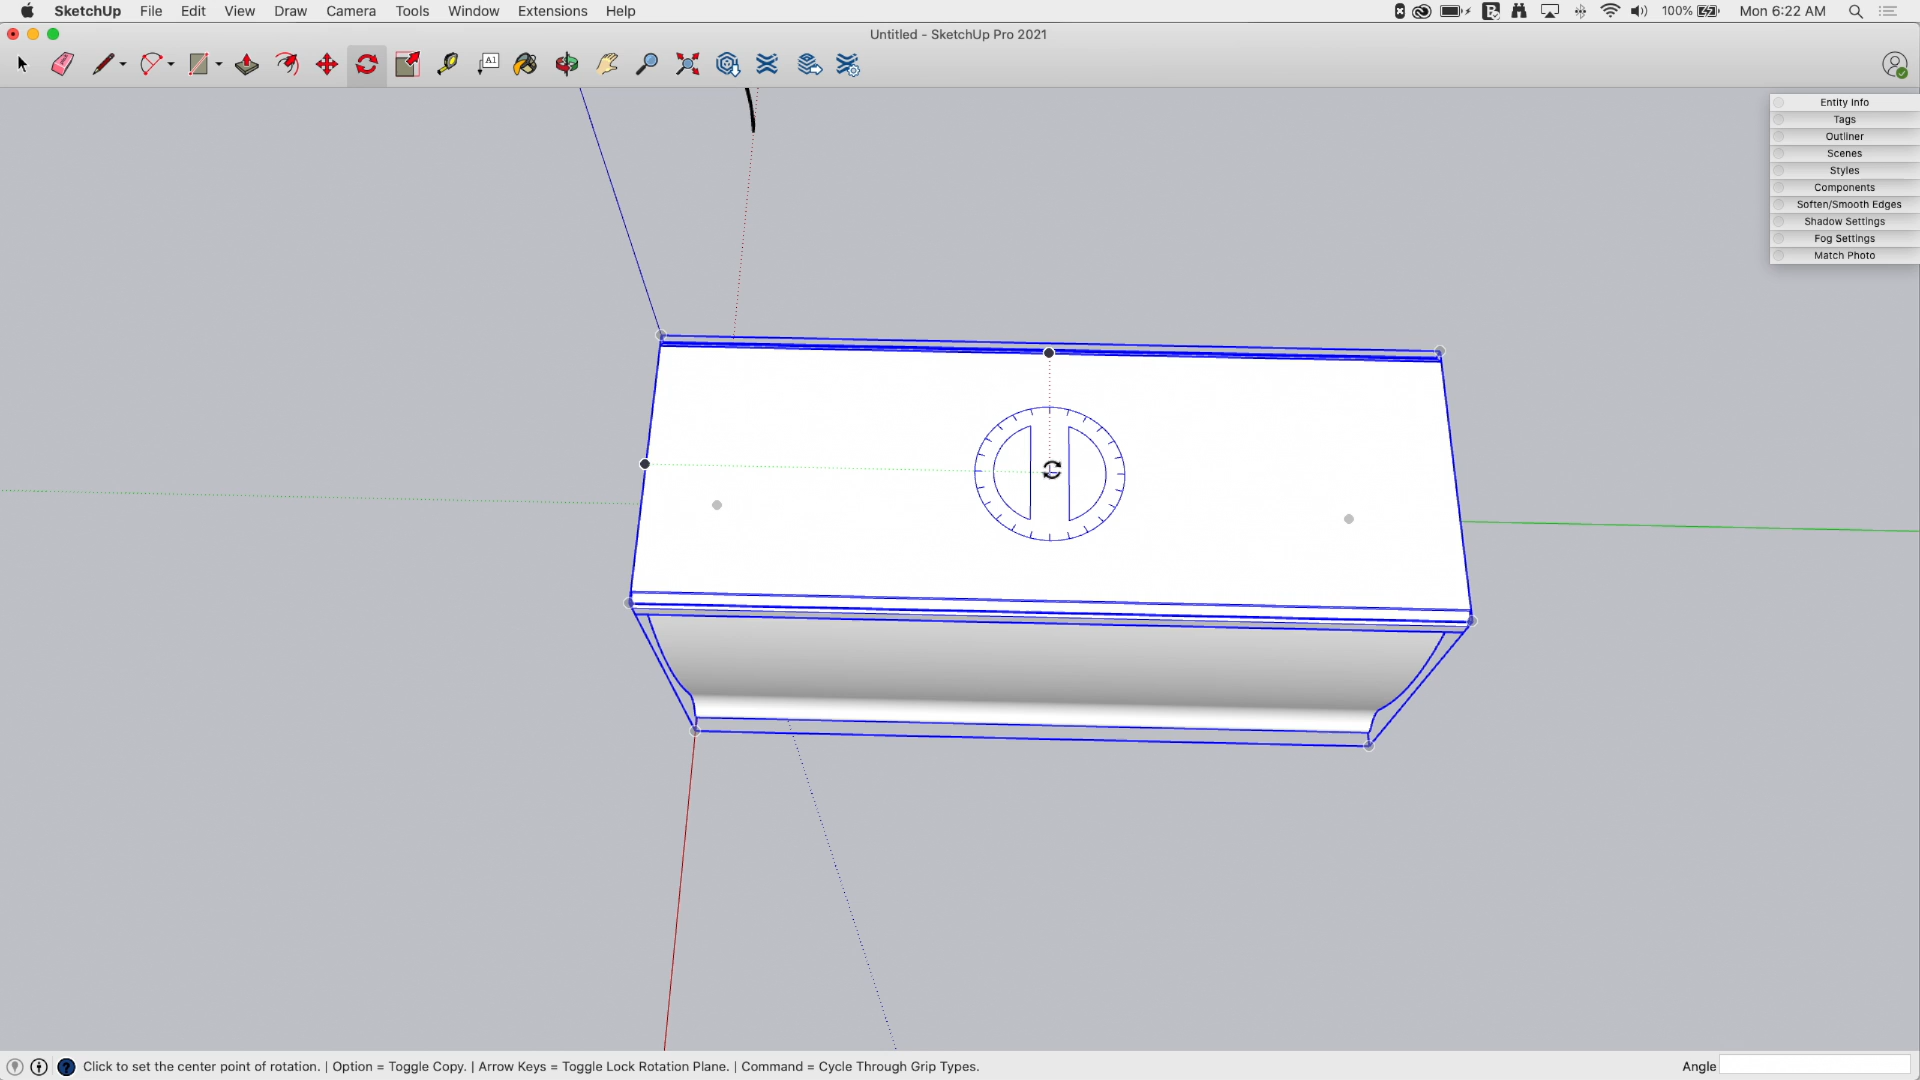 SketchUp File Edit View Draw Camera Tools Window Extensions Help 100% Mon 6:22 AM
Untitled - SketchUp Pro 2021
A1
Entity Info
Tags
Outliner
Scenes
Styles
Components
Soften/Smooth Edges
Shadow Settings
Fog Settings
Match Photo
Click to set the center point of rotation. | Option = Toggle Copy. | Arrow Keys = Toggle Lock Rotation Plane. | Command = Cycle Through Grip Types. Angle